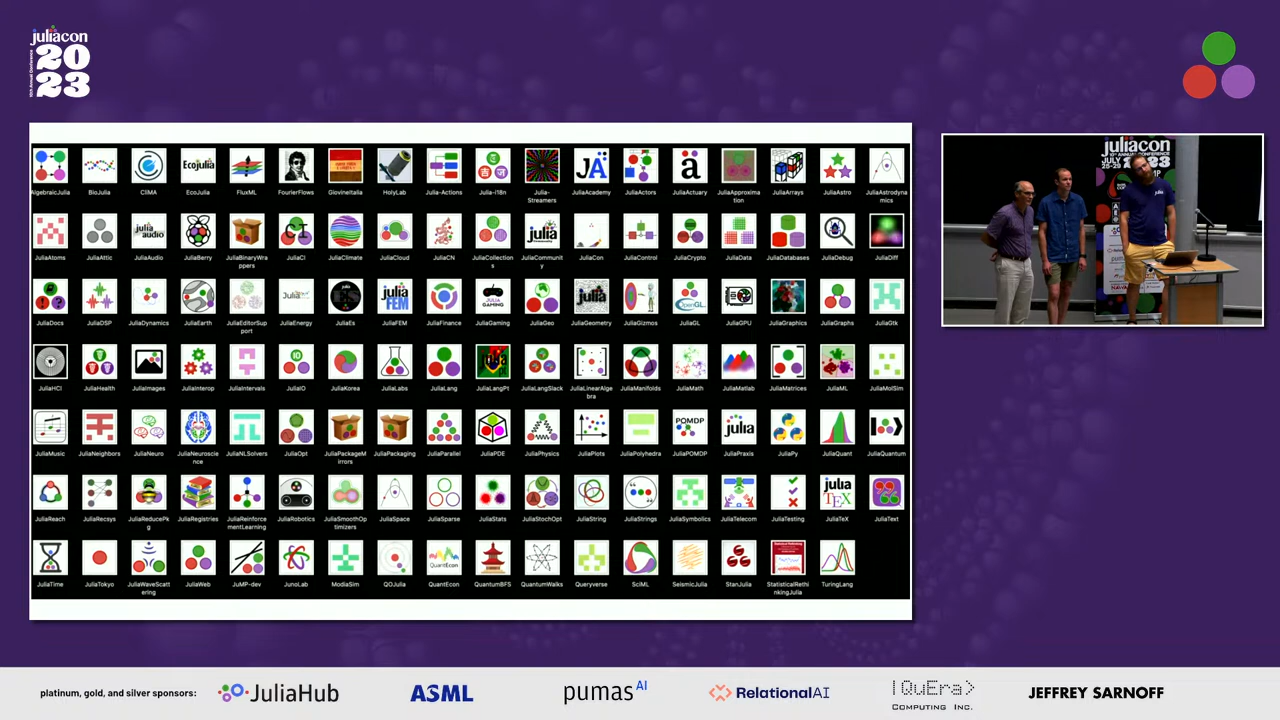 juliacon
2023
10th Annual Conference
AlgebraicJulia BioJulia CliMA EcoJulia FluxML FourierFlows GiovineItalia HolyLab Julia-Actions Julia-i18n Julia-Streamers JuliaAcademy JuliaActors JuliaActuary JuliaApproximation JuliaArrays JuliaAstro JuliaAstrodynamics
JuliaAtoms JuliaAttic JuliaAudio JuliaBerry JuliaBinaryWrappers JuliaCI JuliaClimate JuliaCloud JuliaCN JuliaCollections JuliaCommunity JuliaCon JuliaControl JuliaCrypto JuliaData JuliaDatabases JuliaDebug JuliaDiff
JuliaDocs JuliaDSP JuliaDynamics JuliaEarth JuliaEditorSupport JuliaEnergy JuliaEs JuliaFEM JuliaFinance JuliaGaming JuliaGeo JuliaGeometry JuliaGizmos JuliaGL JuliaGPU JuliaGraphics JuliaGraphs JuliaGtk
JuliaHCI JuliaHealth JuliaImages JuliaInterop JuliaIntervals JuliaIO JuliaKorea JuliaLabs JuliaLang JuliaLangPt JuliaLangSlack JuliaLinearAlgebra JuliaManifolds JuliaMath JuliaMatlab JuliaMatrices JuliaML JuliaMolSim
JuliaMusic JuliaNeighbors JuliaNeuro JuliaNeuroscience JuliaNLSolvers JuliaOpt JuliaPackageMirrors JuliaPackaging JuliaParallel JuliaPDE JuliaPhysics JuliaPlots JuliaPolyhedra JuliaPOMDP JuliaPraxis JuliaPy JuliaQuant JuliaQuantum
JuliaReach JuliaRecsys JuliaReducePkg JuliaRegistries JuliaReinforcementLearning JuliaRobotics JuliaSmoothOptimizers JuliaSpace JuliaSparse JuliaStats JuliaStochOpt JuliaString JuliaStrings JuliaSymbolics JuliaTelecom JuliaTesting JuliaTeX JuliaText
JuliaTime JuliaTokyo JuliaWaveScattering JuliaWeb JuMP-dev JunoLab ModiaSim QOJulia QuantEcon QuantumBFS QuantumWalks Queryverse SciML SeismicJulia StanJulia StatisticalRethinkingJulia TuringLang
juliacon
platinum, gold, and silver sponsors:
JuliaHub
ASML
pumas AI
RelationalAI
|QuEra>
COMPUTING INC.
JEFFREY SARNOFF